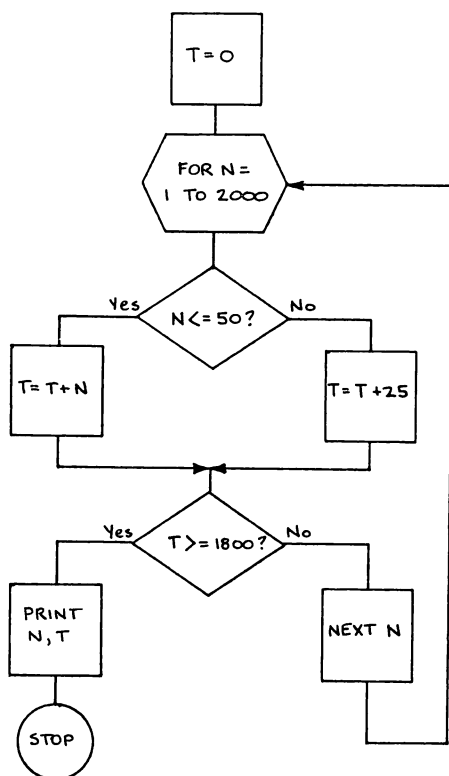 T=0
FOR N=
1 TO 2000
Yes
N<=50?
No
T=T+N
T=T+25
Yes
T>=1800?
No
PRINT
N,T
NEXT N
STOP